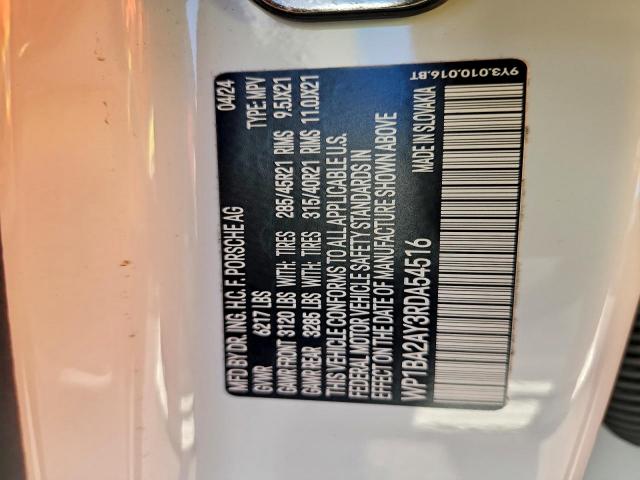 MFD BY DR. ING. H.C. F. PORSCHE AG 04/24
GVWR 6217 LBS TYPE: MPV
GAWR FRONT 3120 LBS WITH: TIRES 285/45R21 RIMS 9.5JX21
GAWR REAR 3285 LBS WITH: TIRES 315/40R21 RIMS 11.0JX21
THIS VEHICLE CONFORMS TO ALL APPLICABLE U.S.
FEDERAL MOTOR VEHICLE SAFETY STANDARDS IN
EFFECT ON THE DATE OF MANUFACTURE SHOWN ABOVE
WP1BA2AY3RDA54516 MADE IN SLOVAKIA
9Y3.010.016.BT